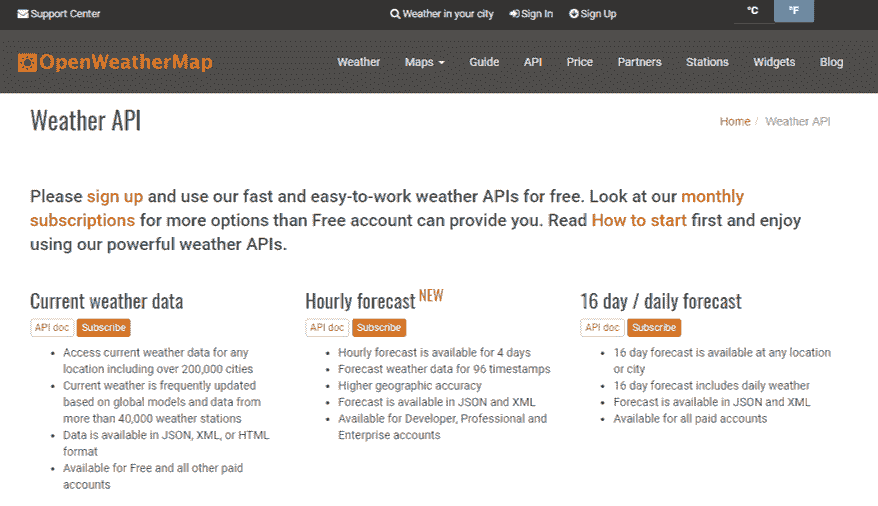 Support Center
Weather in your city
Sign In
Sign Up
°C
°F
OpenWeatherMap
Weather
Maps
Guide
API
Price
Partners
Stations
Widgets
Blog
Weather API
Home / Weather API
Please sign up and use our fast and easy-to-work weather APIs for free. Look at our monthly
subscriptions for more options than Free account can provide you. Read How to start first and enjoy
using our powerful weather APIs.
Current weather data
API doc
Subscribe
• Access current weather data for any
location including over 200,000 cities
• Current weather is frequently updated
based on global models and data from
more than 40,000 weather stations
• Data is available in JSON, XML, or HTML
format
• Available for Free and all other paid
accounts
Hourly forecast NEW
API doc
Subscribe
• Hourly forecast is available for 4 days
• Forecast weather data for 96 timestamps
• Higher geographic accuracy
• Forecast is available in JSON and XML
• Available for Developer, Professional and
Enterprise accounts
16 day / daily forecast
API doc
Subscribe
• 16 day forecast is available at any location
or city
• 16 day forecast includes daily weather
• Forecast is available in JSON and XML
• Available for all paid accounts